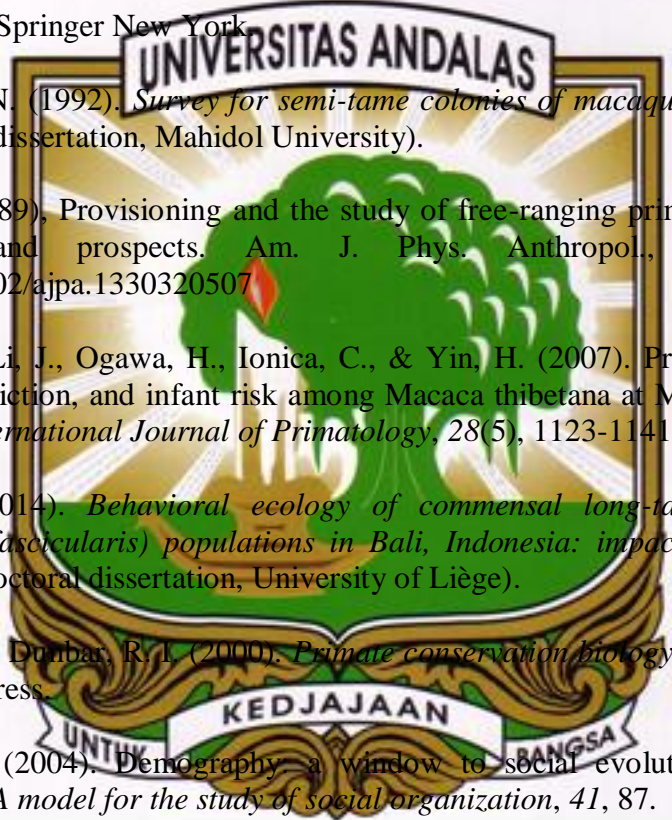 Springer New York.
UNIVERSITAS ANDALAS
N. (1992). Survey for semi-tame colonies of macaqu
dissertation, Mahidol University).
89), Provisioning and the study of free-ranging prim
and prospects. Am. J. Phys. Anthropol.,
02/ajpa.1330320507
Li, J., Ogawa, H., Ionica, C., & Yin, H. (2007). Pr
iction, and infant risk among Macaca thibetana at M
ernational Journal of Primatology, 28(5), 1123-1141
014). Behavioral ecology of commensal long-ta
fascicularis) populations in Bali, Indonesia: impac
octoral dissertation, University of Liège).
Dunbar, R. I. (2000). Primate conservation biology
ress.
KEDJAJAAN
UNTUK BANGSA
(2004). Demography: a window to social evolut
A model for the study of social organization, 41, 87.